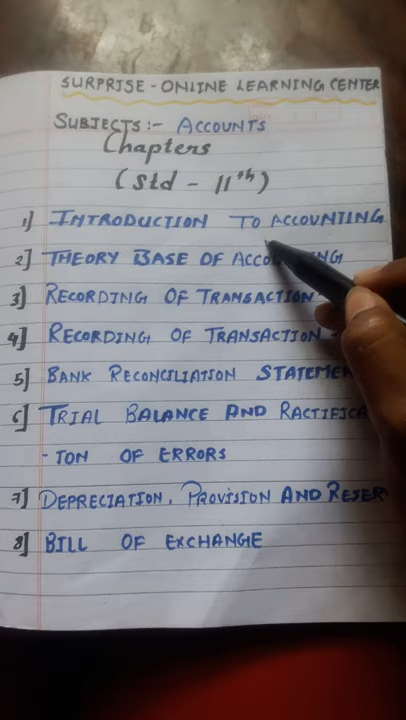 SURPRISE - ONLINE LEARNING CENTER
SUBJECTS :- ACCOUNTS
Chapters
(Std - 11th)
1] INTRODUCTION TO ACCOUNTING
2] THEORY BASE OF
3] RECORDING OF TRANSACTION
4] RECORDING OF TRANSACTION -
5] BANK RECONCILIATION
6] TRIAL BALANCE AND RACTIFICA
- TON OF ERRORS
7] DEPRECIATION, PROVISION AND RESER
8] BILL OF EXCHANGE